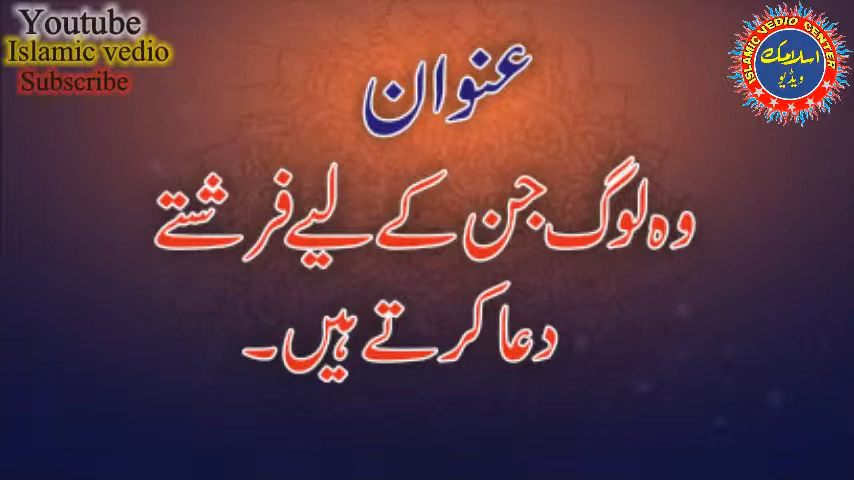 Youtube
Islamic vedio
Subscribe
ISLAMIC VEDIO CENTER
اسلامک
ویڈیو
عنوان
وہ لوگ جن کے لیے فرشتے
دعا کرتے ہیں۔